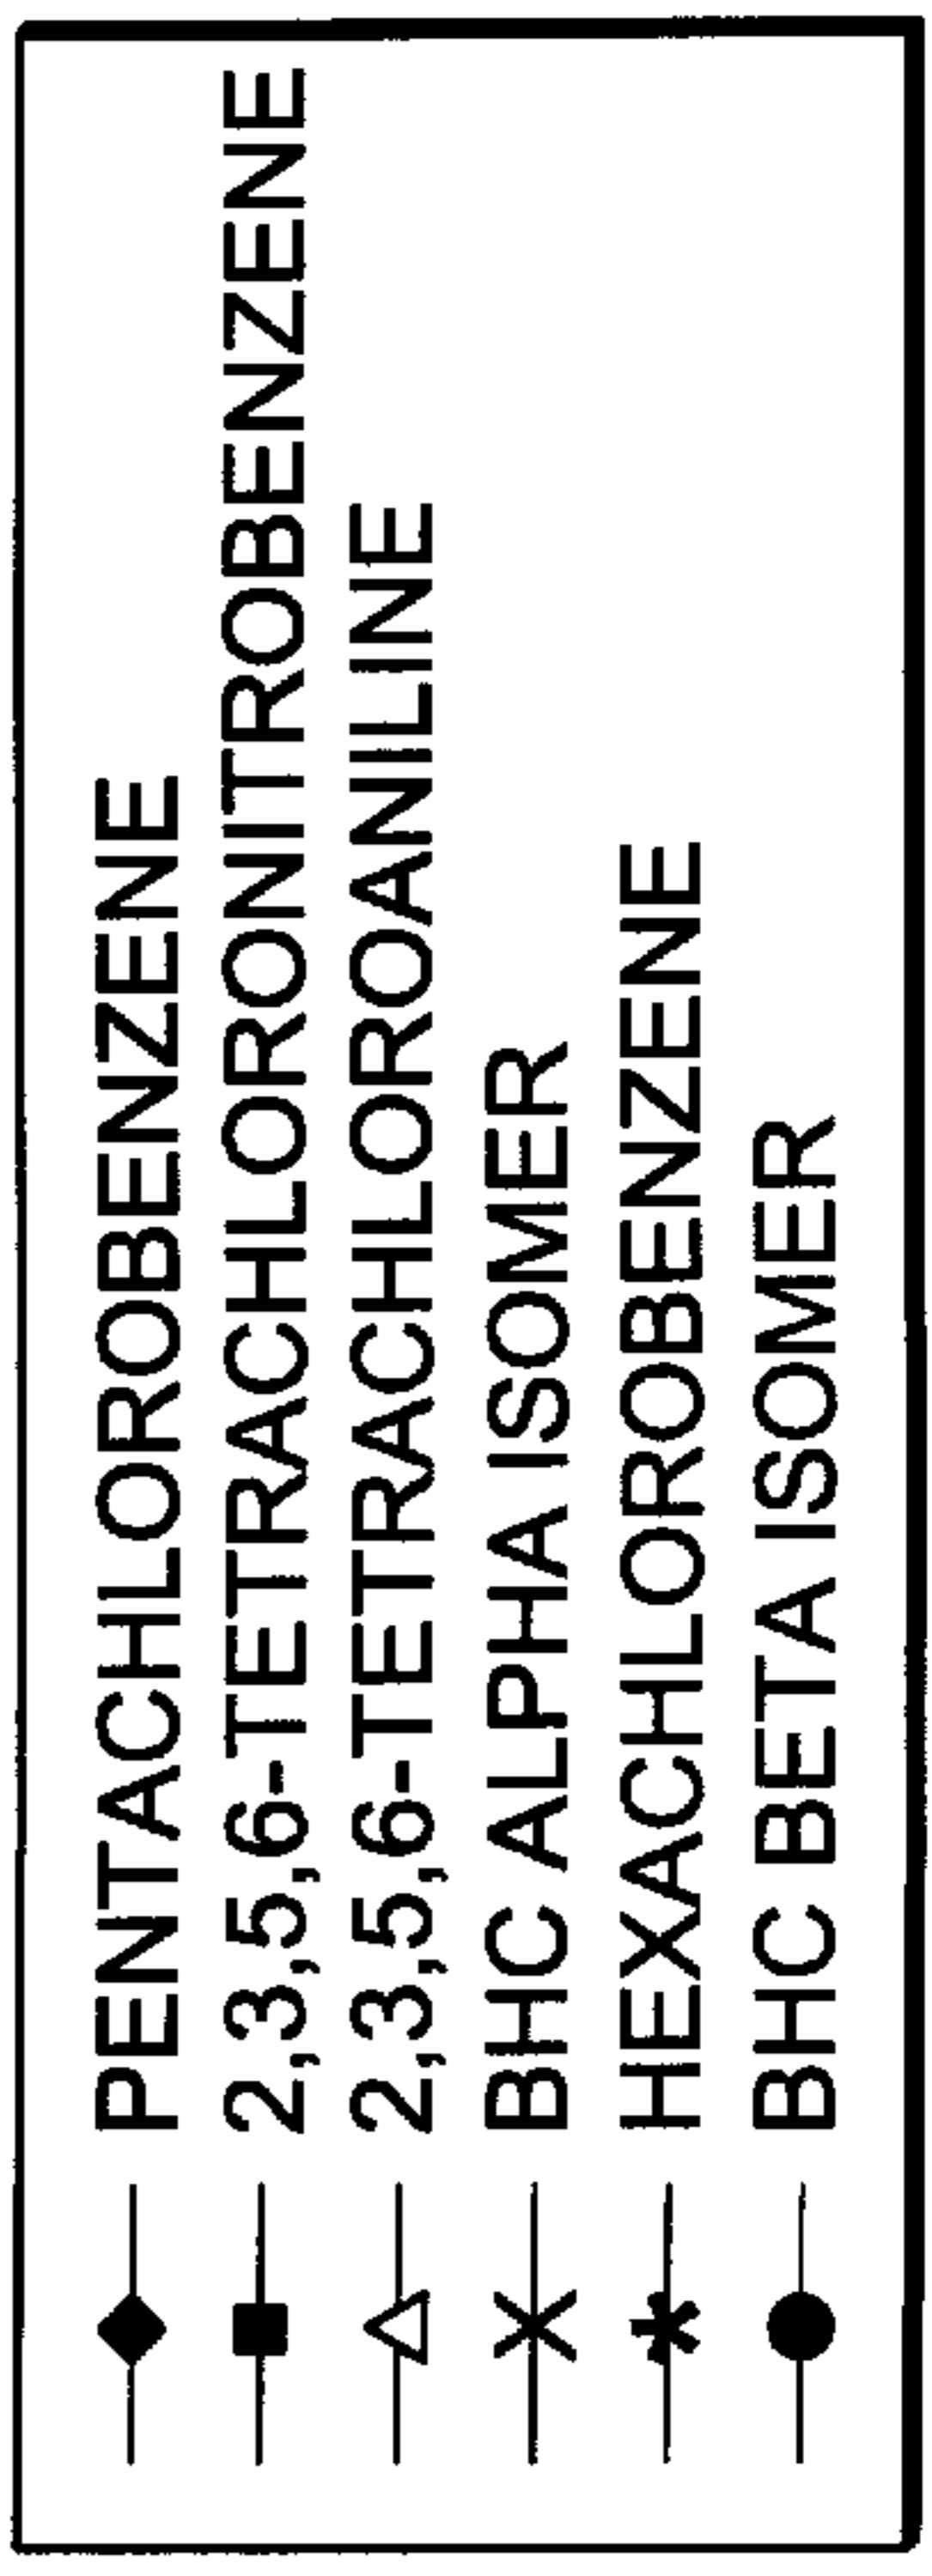 PENTACHLOROBENZENE
2,3,5,6-TETRACHLORONITROBENZENE
2,3,5,6-TETRACHLOROANILINE
BHC ALPHA ISOMER
HEXACHLOROBENZENE
BHC BETA ISOMER